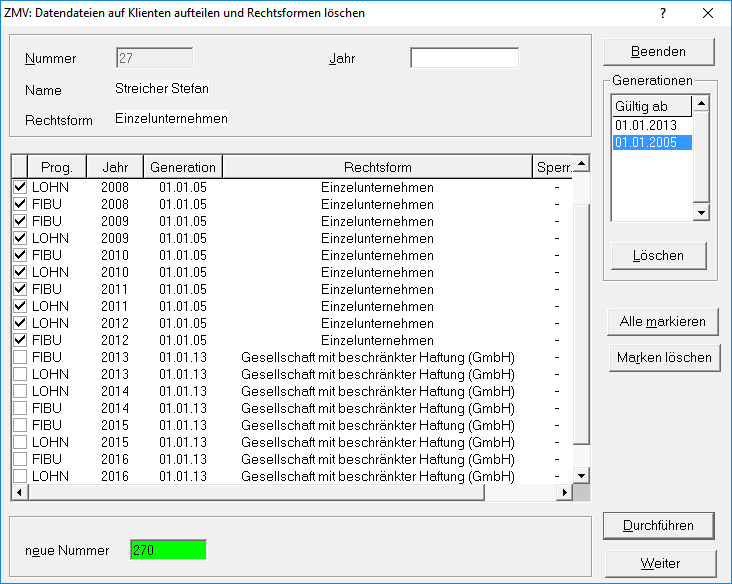 ZMV: Datendateien auf Klienten aufteilen und Rechtsformen löschen
Nummer 27 Jahr
Name Streicher Stefan
Rechtsform Einzelunternehmen
Beenden
Generationen
Gültig ab
01.01.2013
01.01.2005
Löschen
Alle markieren
Marken löschen
Prog. Jahr Generation Rechtsform Sperr.
LOHN 2008 01.01.05 Einzelunternehmen -
FIBU 2008 01.01.05 Einzelunternehmen -
FIBU 2009 01.01.05 Einzelunternehmen -
LOHN 2009 01.01.05 Einzelunternehmen -
FIBU 2010 01.01.05 Einzelunternehmen -
LOHN 2010 01.01.05 Einzelunternehmen -
FIBU 2011 01.01.05 Einzelunternehmen -
LOHN 2011 01.01.05 Einzelunternehmen -
LOHN 2012 01.01.05 Einzelunternehmen -
FIBU 2012 01.01.05 Einzelunternehmen -
FIBU 2013 01.01.13 Gesellschaft mit beschränkter Haftung (GmbH) -
LOHN 2013 01.01.13 Gesellschaft mit beschränkter Haftung (GmbH) -
LOHN 2014 01.01.13 Gesellschaft mit beschränkter Haftung (GmbH) -
FIBU 2014 01.01.13 Gesellschaft mit beschränkter Haftung (GmbH) -
FIBU 2015 01.01.13 Gesellschaft mit beschränkter Haftung (GmbH) -
LOHN 2015 01.01.13 Gesellschaft mit beschränkter Haftung (GmbH) -
FIBU 2016 01.01.13 Gesellschaft mit beschränkter Haftung (GmbH) -
LOHN 2016 01.01.13 Gesellschaft mit beschränkter Haftung (GmbH) -
neue Nummer 270
Durchführen
Weiter